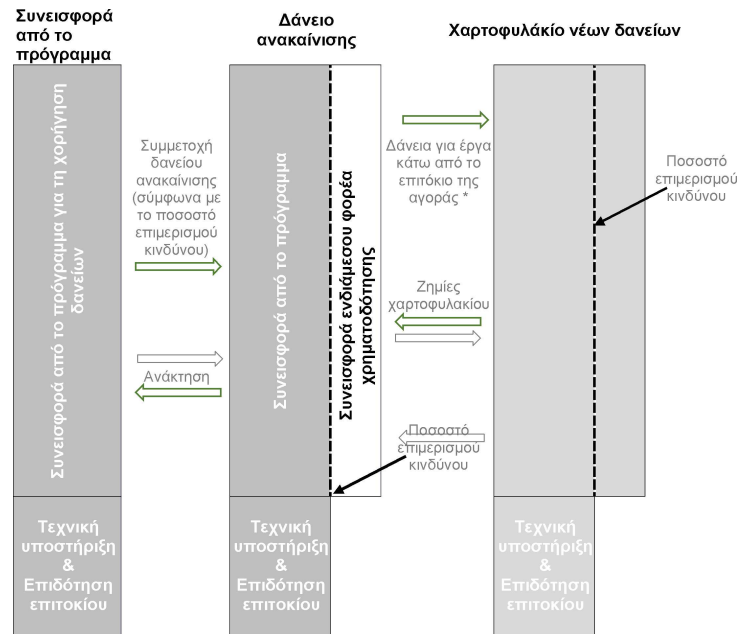 Συνεισφορά
από το
πρόγραμμα
Δάνειο
ανακαίνισης
Χαρτοφυλάκίο νέων δανείων
Συνεισφορά από το πρόγραμμα για τη χορήγηση
δανείων
Συμμετοχή
δανείου
ανακαίνισης
(σύμφωνα με
το ποσοστό
επιμερισμού
κινδύνου)
Ανάκτηση
Συνεισφορά από το πρόγραμμα
Συνεισφορά ενδιάμεσου φορέα
χρηματοδότησης
Δάνεια για έργα
κάτω από το
επιτόκιο της
αγοράς *
Ζημίες
χαρτοφυλακίου
Ποσοστό
επιμερισμού
κινδύνου
Ποσοστό
επιμερισμού
κινδύνου
Τεχνική
υποστήριξη
&
Επιδότηση
επιτοκίου
Τεχνική
υποστήριξη
&
Επιδότηση
επιτοκίου
Τεχνική
υποστήριξη
&
Επιδότηση
επιτοκίου